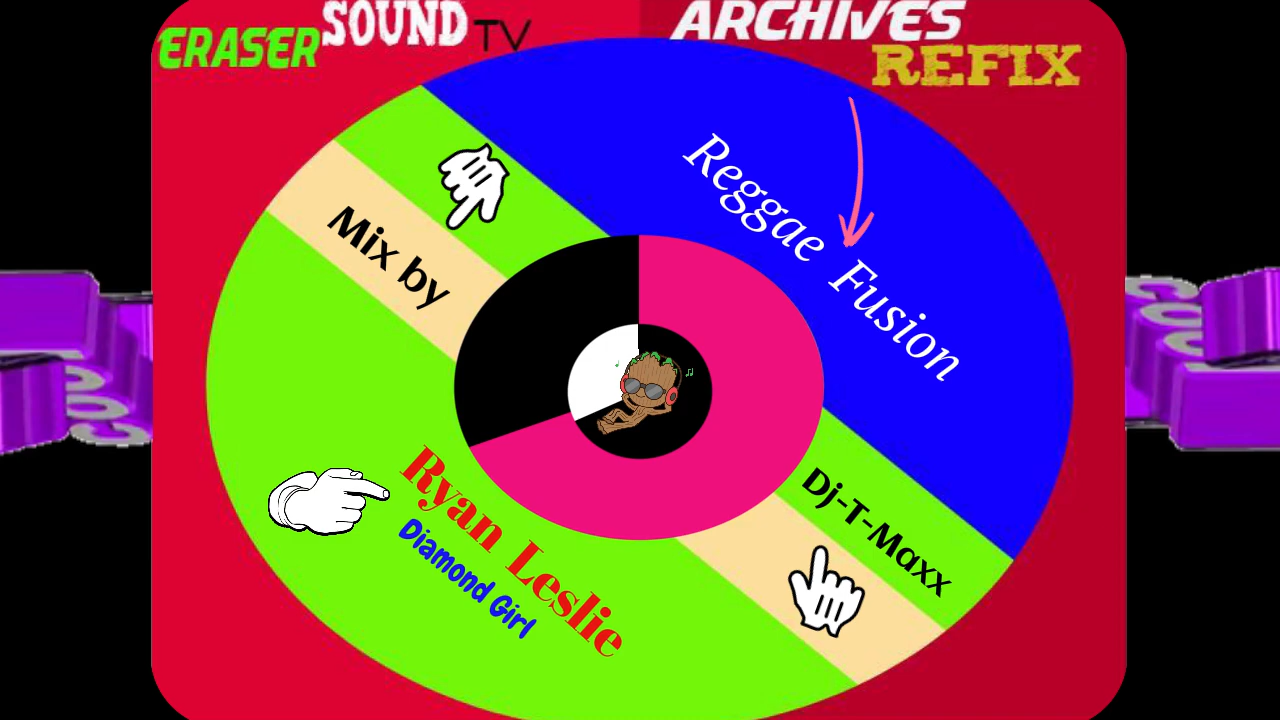 ERASER SOUND TV
ARCHIVES
REFIX
Reggae Fusion
Mix by
Dj-T-Maxx
Ryan Leslie
Diamond Girl